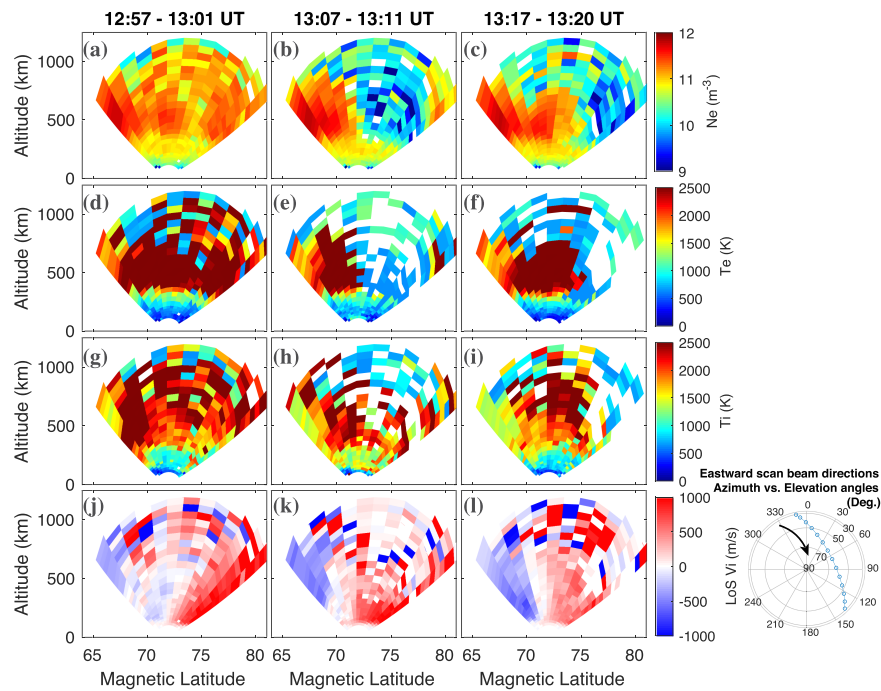 12:57 - 13:01 UT 13:07 - 13:11 UT 13:17 - 13:20 UT
(a) (b) (c)
Altitude (km)
1000
500
0
12
11
10
9
Ne (m⁻³)
(d) (e) (f)
Altitude (km)
1000
500
0
2500
2000
1500
1000
500
0
Te (K)
(g) (h) (i)
Altitude (km)
1000
500
0
2500
2000
1500
1000
500
0
Ti (K)
(j) (k) (l)
Altitude (km)
1000
500
0
65 70 75 80 65 70 75 80 65 70 75 80
Magnetic Latitude Magnetic Latitude Magnetic Latitude
1000
500
0
-500
-1000
LoS Vi (m/s)
Eastward scan beam directions
Azimuth vs. Elevation angles
(Deg.)
0
330 30
30
50
300 60 60
70
90 90
240 120
210 150
180